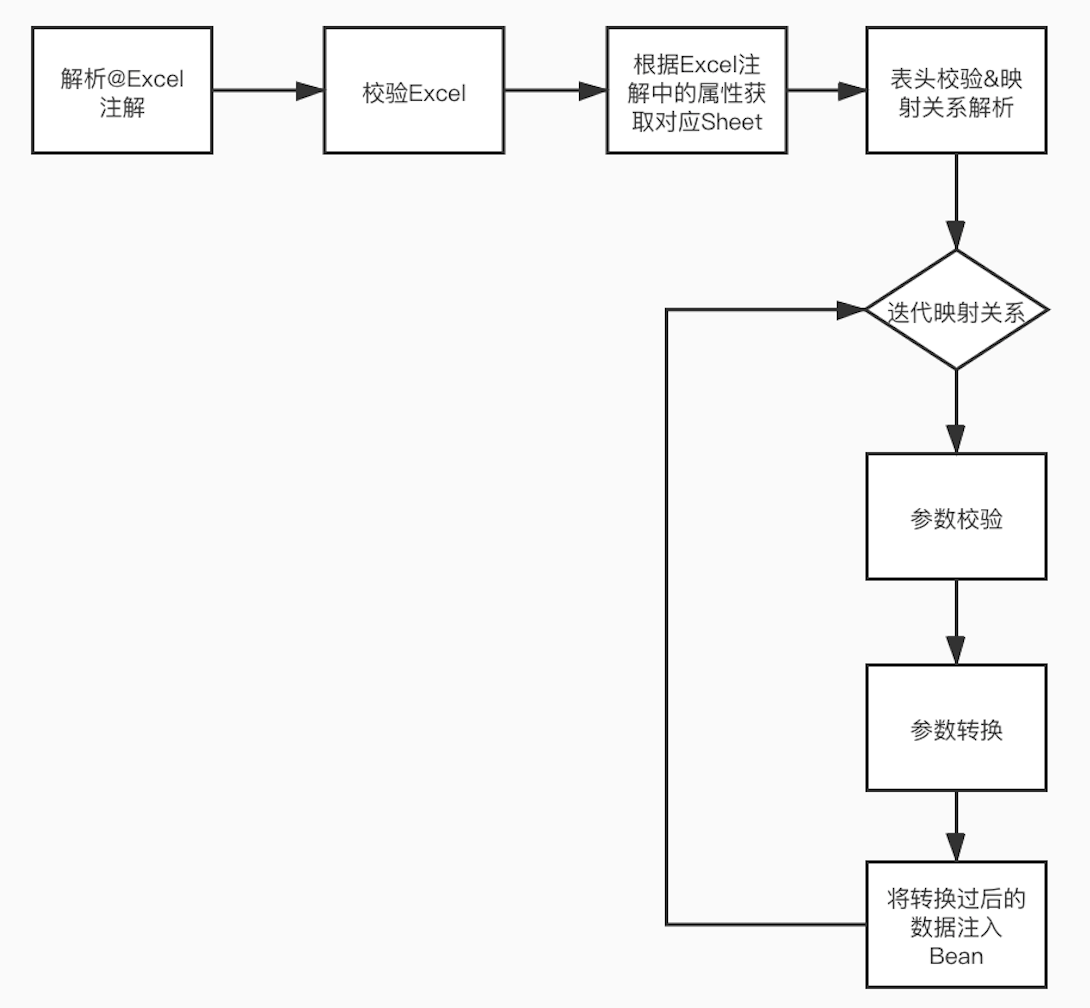 解析@Excel
注解
校验Excel
根据Excel注
解中的属性获
取对应Sheet
表头校验&映
射关系解析
迭代映射关系
参数校验
参数转换
将转换过后的
数据注入
Bean